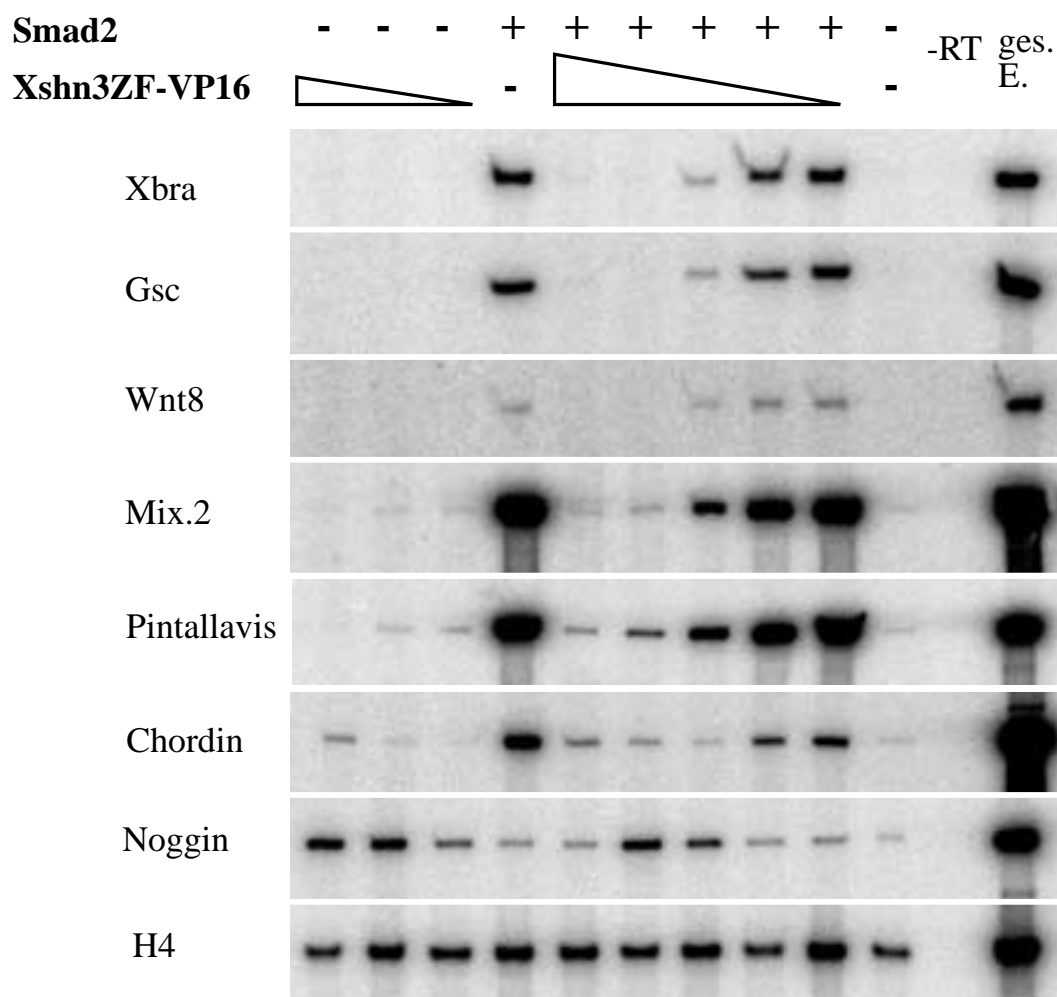 Smad2 - - - + + + + + + - -RT ges.
Xshn3ZF-VP16 - - E.
Xbra
Gsc
Wnt8
Mix.2
Pintallavis
Chordin
Noggin
H4